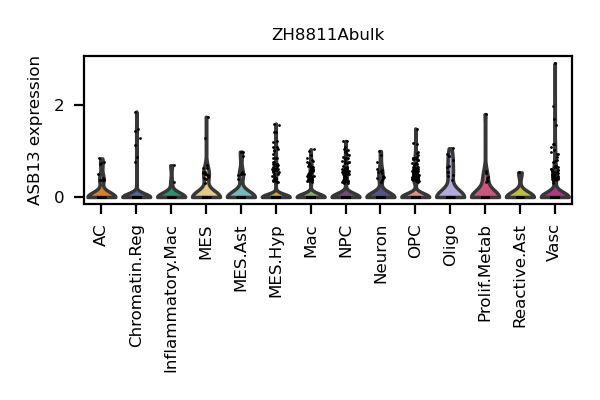 ZH8811Abulk
ASB13 expression
2
0
AC
Chromatin.Reg
Inflammatory.Mac
MES
MES.Ast
MES.Hyp
Mac
NPC
Neuron
OPC
Oligo
Prolif.Metab
Reactive.Ast
Vasc